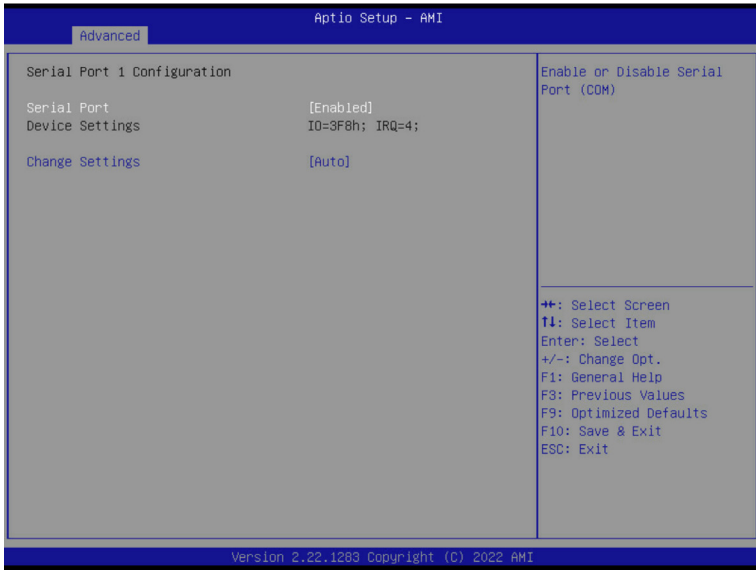 Aptio Setup – AMI
Advanced
Serial Port 1 Configuration
Serial Port [Enabled]
Device Settings IO=3F8h; IRQ=4;
Change Settings [Auto]
Enable or Disable Serial
Port (COM)
→←: Select Screen
↑↓: Select Item
Enter: Select
+/-: Change Opt.
F1: General Help
F3: Previous Values
F9: Optimized Defaults
F10: Save & Exit
ESC: Exit
Version 2.22.1283 Copyright (C) 2022 AMI